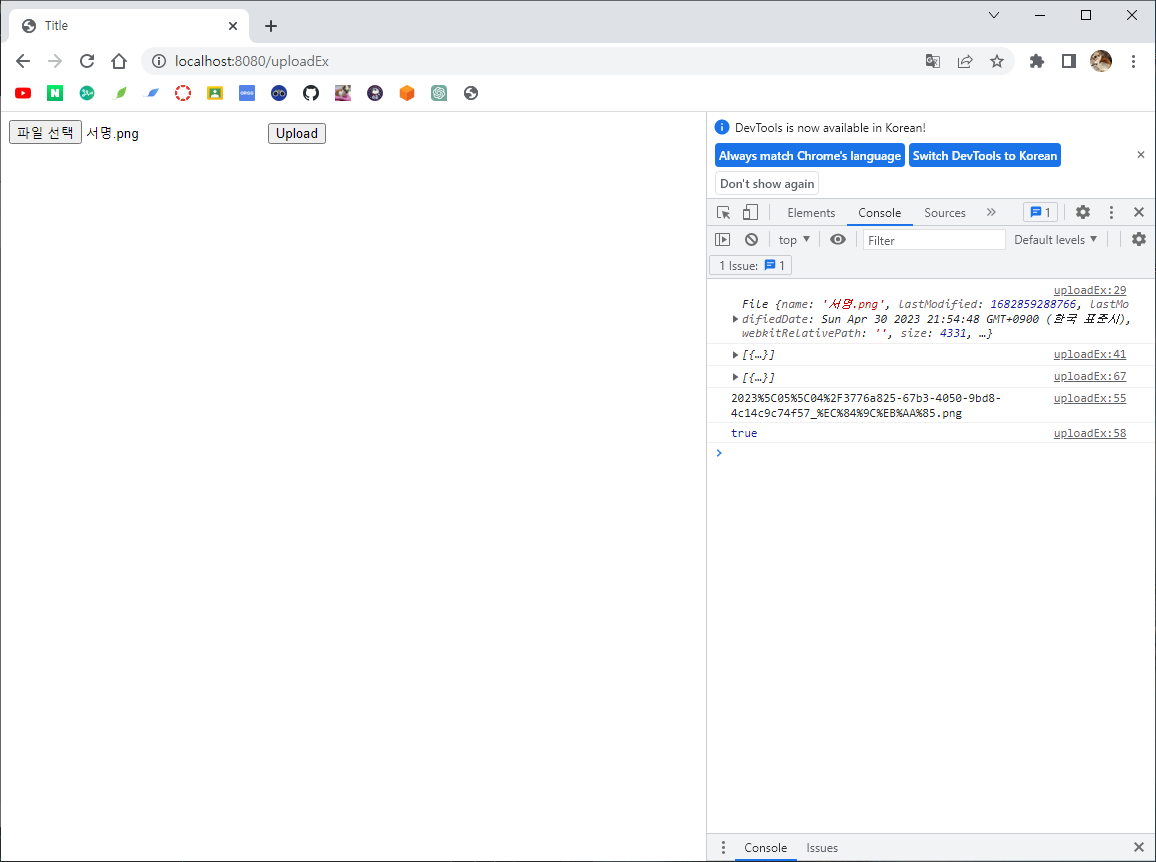 Title
localhost:8080/uploadEx
파일 선택 서명.png Upload
DevTools is now available in Korean!
Always match Chrome's language Switch DevTools to Korean
Don't show again
Elements Console Sources 1
top Filter Default levels
1 Issue: 1
uploadEx:29
File {name: '서명.png', lastModified: 1682859288766, lastMo
difiedDate: Sun Apr 30 2023 21:54:48 GMT+0900 (한국 표준시),
webkitRelativePath: '', size: 4331, …}
[{…}] uploadEx:41
[{…}] uploadEx:67
2023%5C05%5C04%2F3776a825-67b3-4050-9bd8- uploadEx:55
4c14c9c74f57_%EC%84%9C%EB%AA%85.png
true uploadEx:58
Console Issues